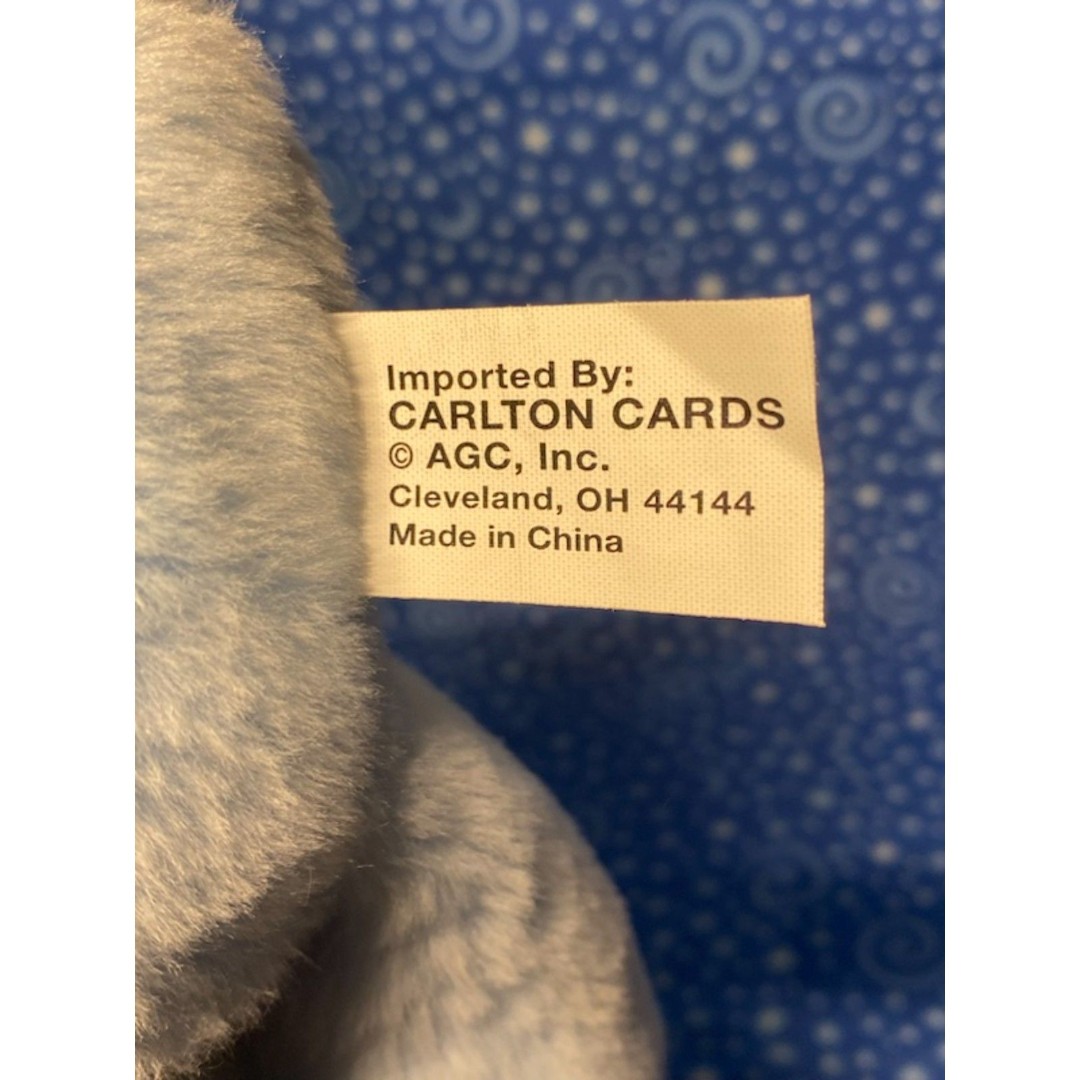 Imported By:
CARLTON CARDS
© AGC, Inc.
Cleveland, OH 44144
Made in China